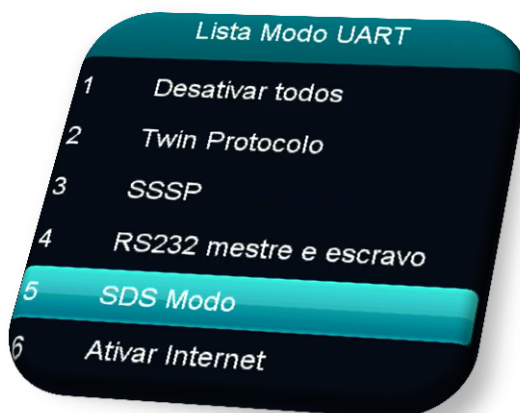 Lista Modo UART
1 Desativar todos
2 Twin Protocolo
3 SSSP
4 RS232 mestre e escravo
5 SDS Modo
6 Ativar Internet